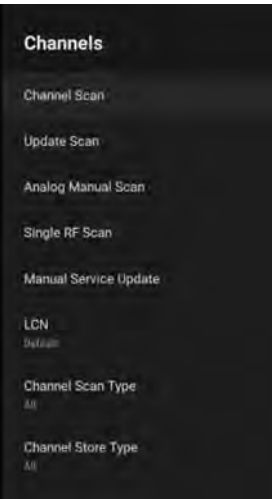 Channels
Channel Scan
Update Scan
Analog Manual Scan
Single RF Scan
Manual Service Update
LCN
Default
Channel Scan Type
All
Channel Store Type
All